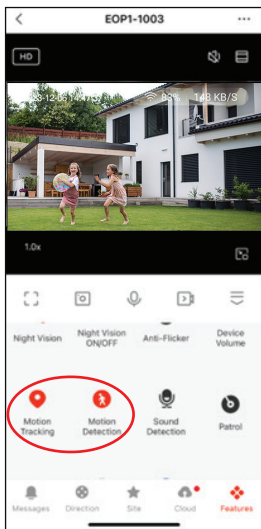 EOP1-1003
HD
83% 148 KB/S
1.0x
Night Vision
Night Vision ON/OFF
Anti-Flicker
Device Volume
Motion Tracking
Motion Detection
Sound Detection
Patrol
Messages
Direction
Site
Cloud
Features